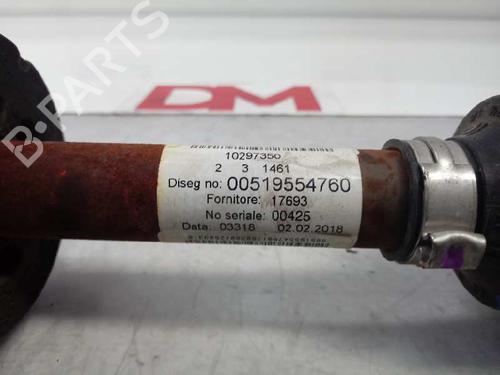 DM
B-Parts
10297350
2 3 1461
Diseg no: 00519554760
Fornitore: 17693
No seriale: 00425
Data: 03318 02.02.2018